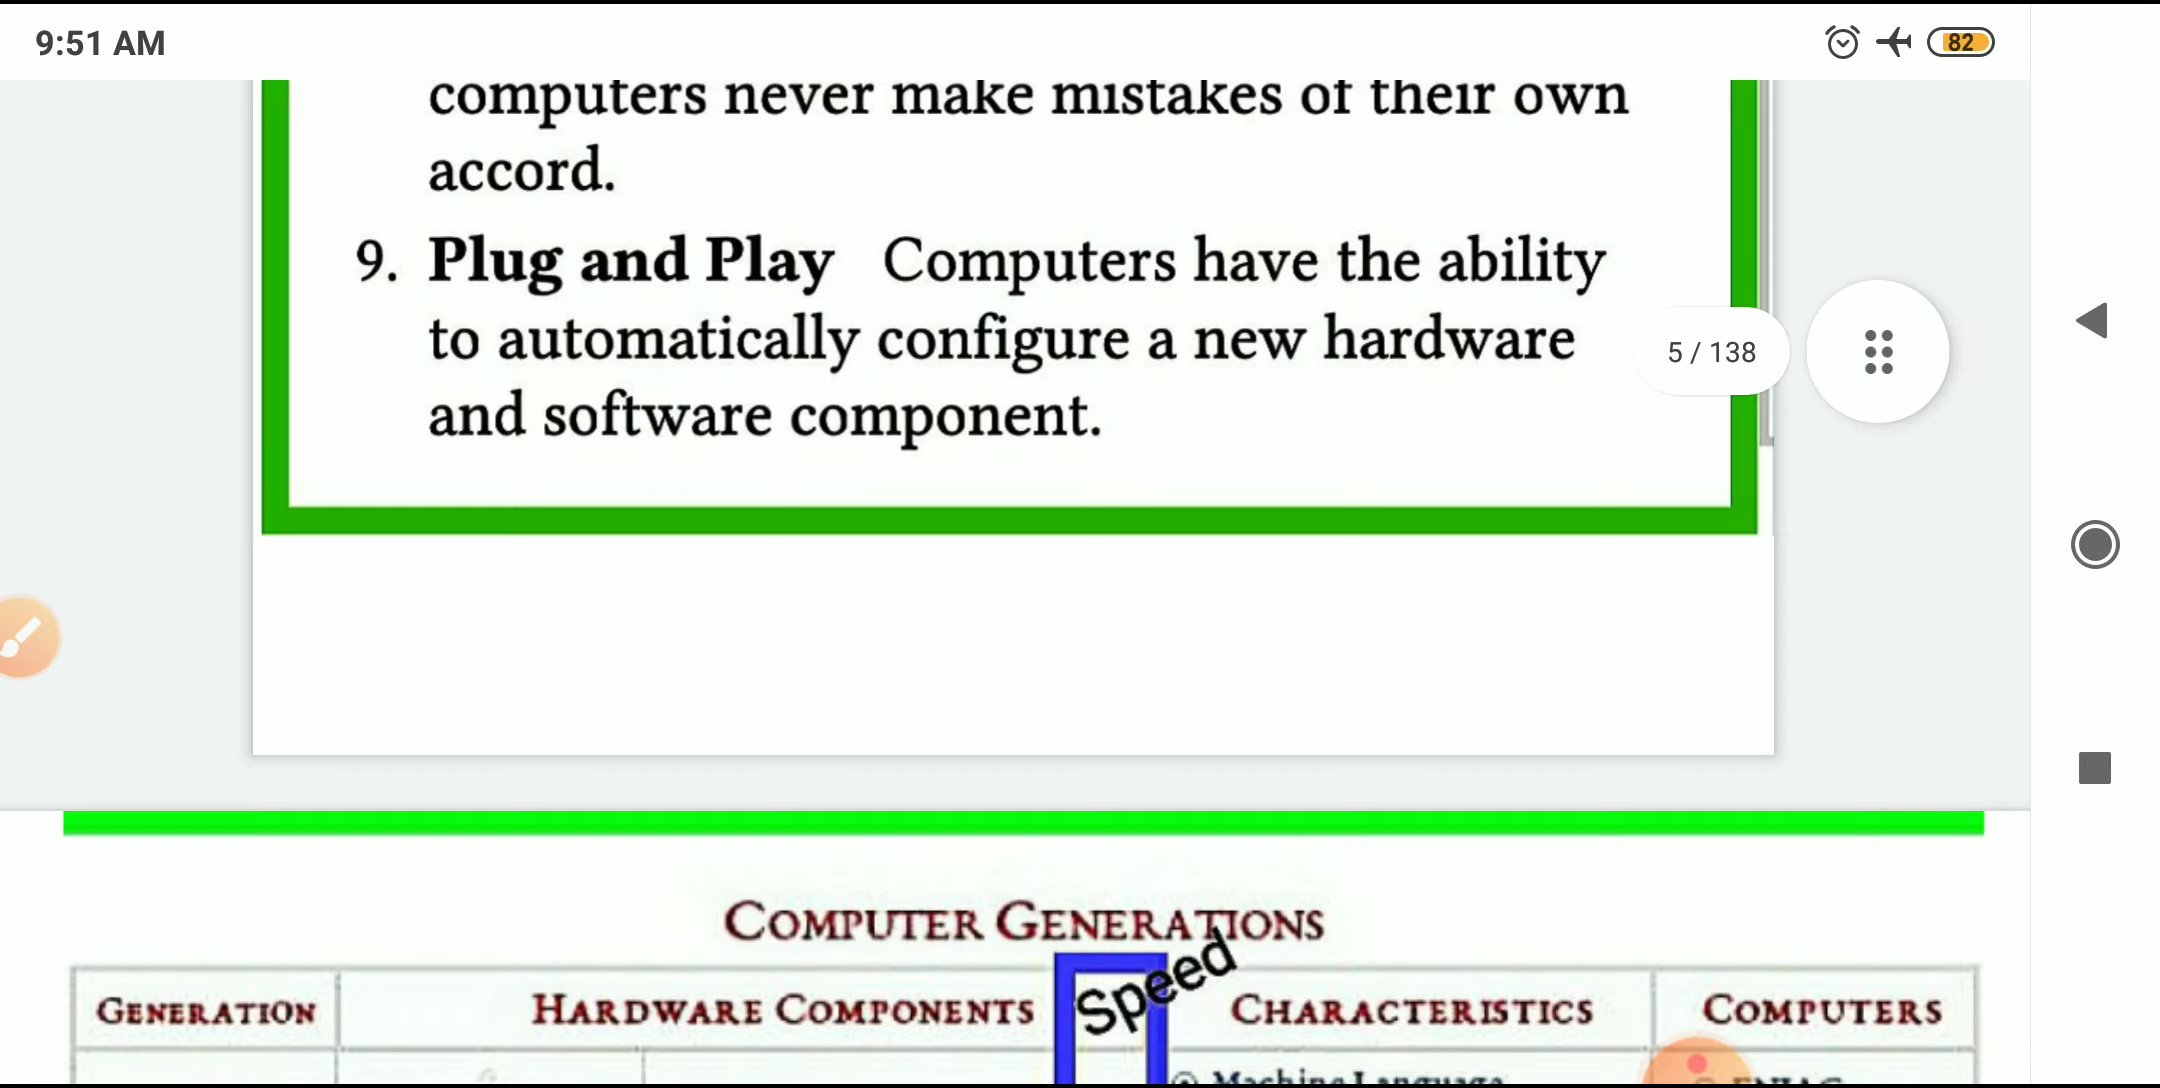 9:51 AM
82
computers never make mistakes of their own
accord.
9. Plug and Play Computers have the ability
to automatically configure a new hardware
and software component.
5 / 138
COMPUTER GENERATIONS
GENERATION HARDWARE COMPONENTS Speed CHARACTERISTICS COMPUTERS
Machine Language